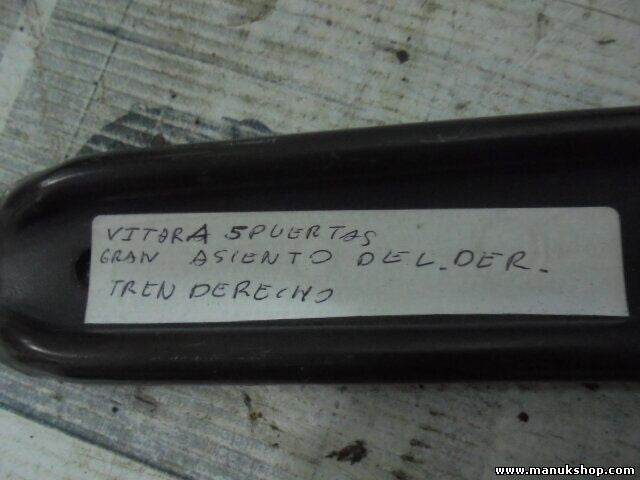 VITARA 5PUERTAS
GRAN ASIENTO DEL.DER.
TREN DERECHO
www.manukshop.com